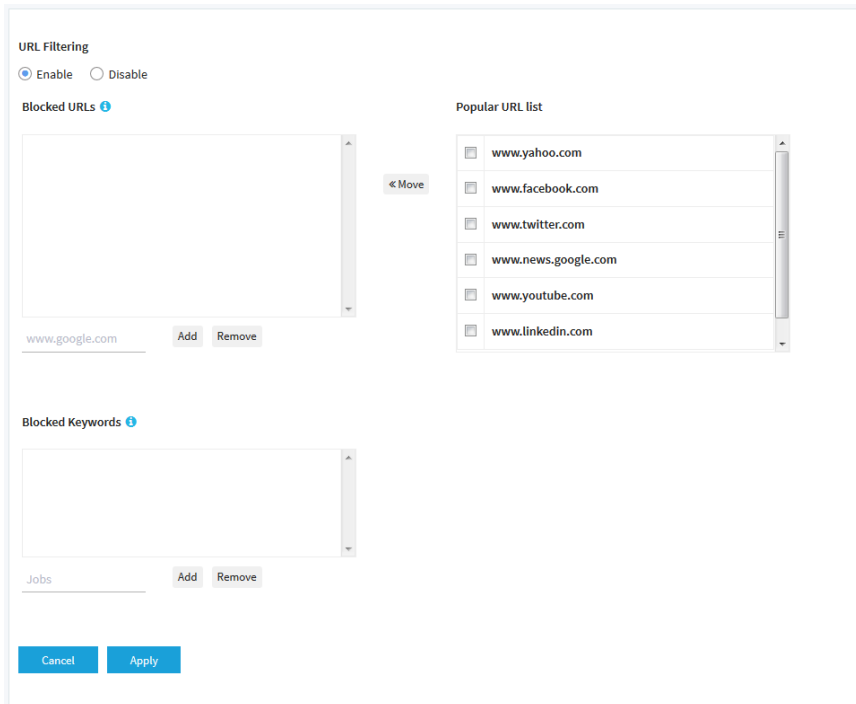 URL Filtering
Enable Disable
Blocked URLs
Popular URL list
www.yahoo.com
« Move
www.facebook.com
www.twitter.com
www.news.google.com
www.youtube.com
www.linkedin.com
www.google.com Add Remove
Blocked Keywords
Jobs Add Remove
Cancel Apply